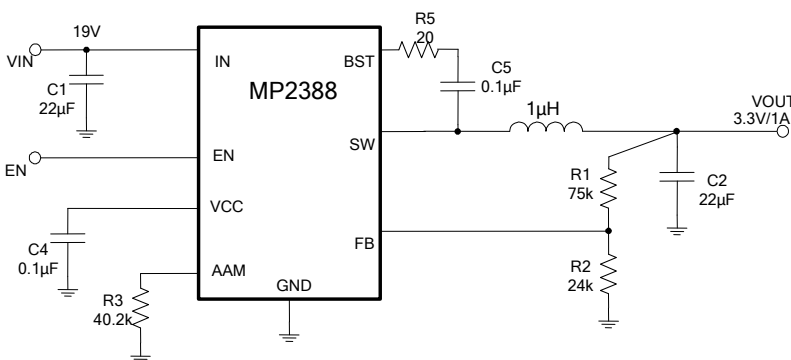 19V
VIN
C1
22µF
IN
MP2388
BST
R5
20
C5
0.1µF
1µH
VOUT
3.3V/1A
SW
EN
EN
R1
75k
C2
22µF
VCC
FB
C4
0.1µF
AAM
R2
24k
GND
R3
40.2k